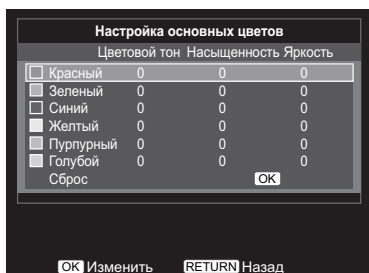 Настройка основных цветов
Цветовой тон Насыщенность Яркость
Красный 0 0 0
Зеленый 0 0 0
Синий 0 0 0
Желтый 0 0 0
Пурпурный 0 0 0
Голубой 0 0 0
Сброс OK
OK Изменить RETURN Назад